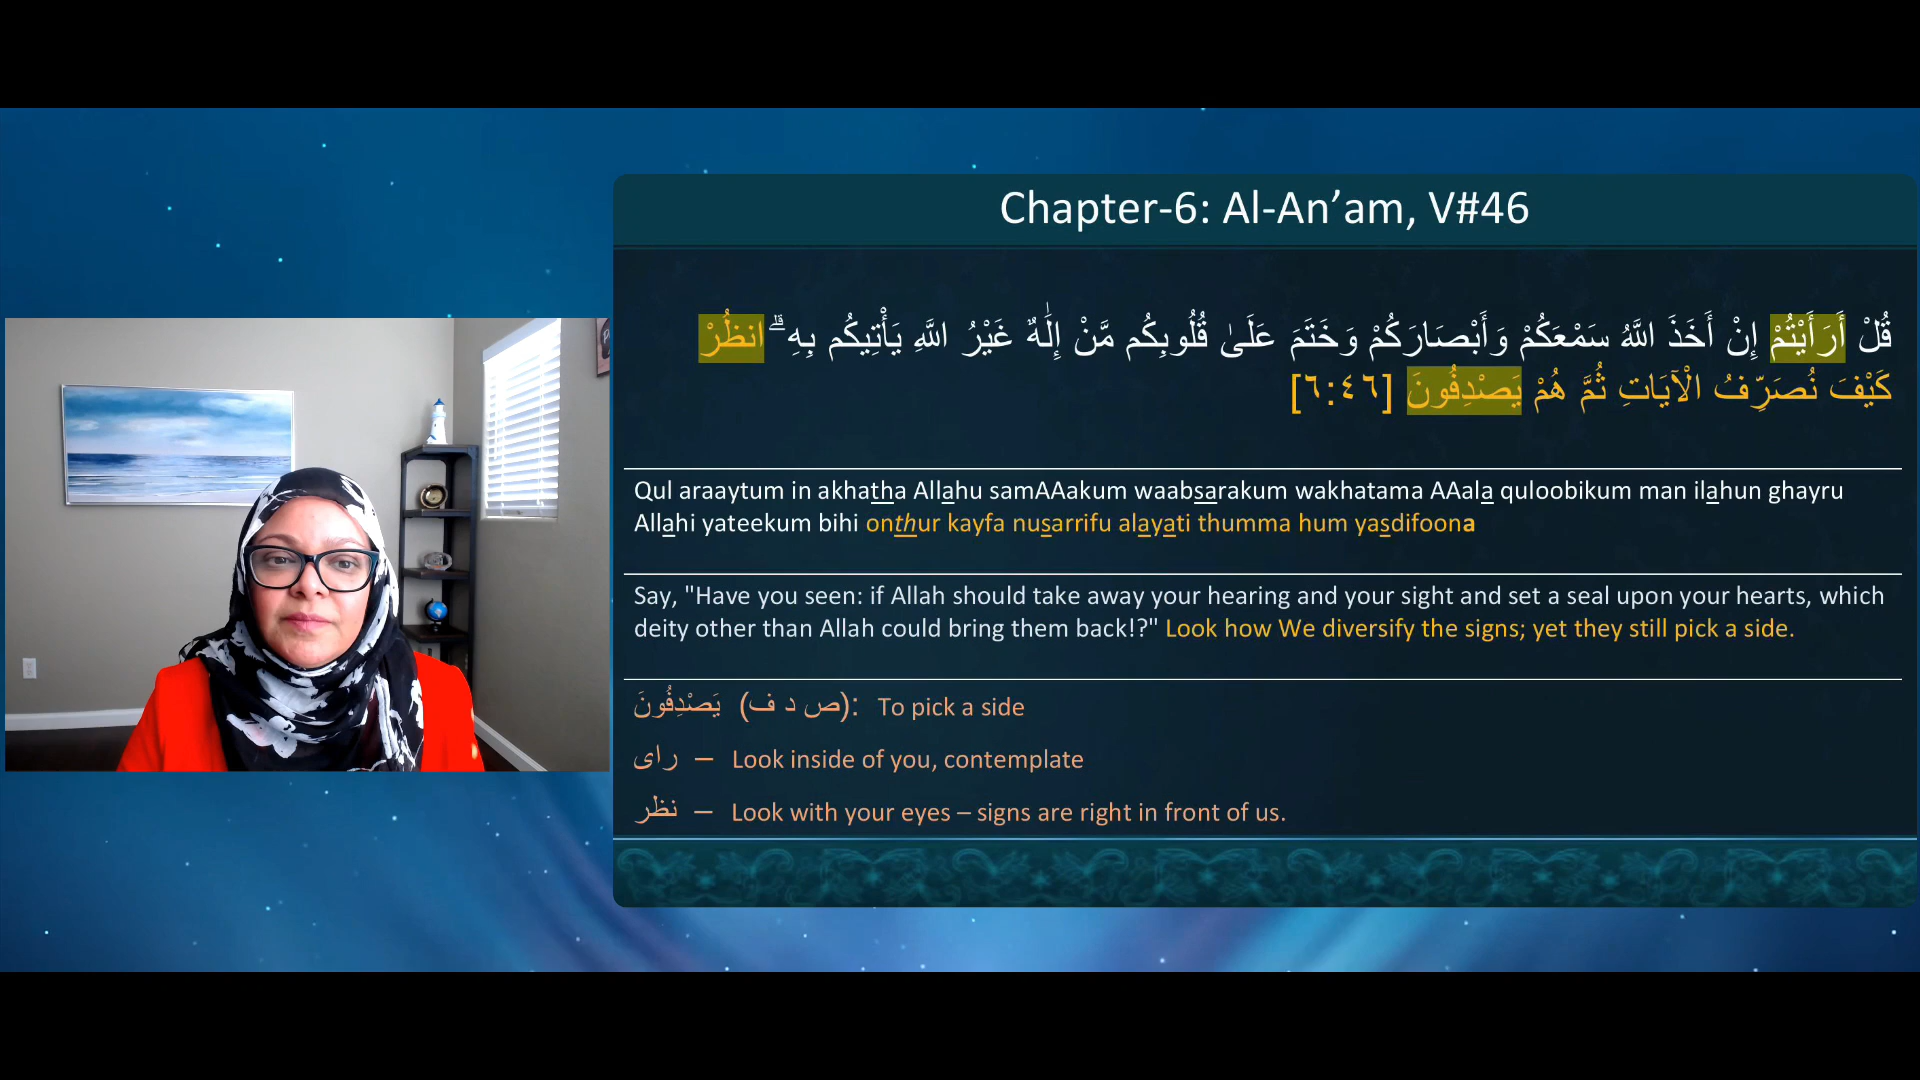 Chapter-6: Al-An’am, V#46
قُلْ أَرَأَيْتُمْ إِنْ أَخَذَ اللَّهُ سَمْعَكُمْ وَأَبْصَارَكُمْ وَخَتَمَ عَلَىٰ قُلُوبِكُم مَّنْ إِلَٰهٌ غَيْرُ اللَّهِ يَأْتِيكُم بِهِ ۗ انظُرْ
كَيْفَ نُصَرِّفُ الْآيَاتِ ثُمَّ هُمْ يَصْدِفُونَ [٦:٤٦]
Qul araaytum in akhatha Allahu samAAakum waabsarakum wakhatama AAala quloobikum man ilahun ghayru
Allahi yateekum bihi onthur kayfa nusarrifu alayati thumma hum yasdifoona
Say, "Have you seen: if Allah should take away your hearing and your sight and set a seal upon your hearts, which
deity other than Allah could bring them back!?" Look how We diversify the signs; yet they still pick a side.
يَصْدِفُونَ (ص د ف): To pick a side
رای – Look inside of you, contemplate
نظر – Look with your eyes – signs are right in front of us.